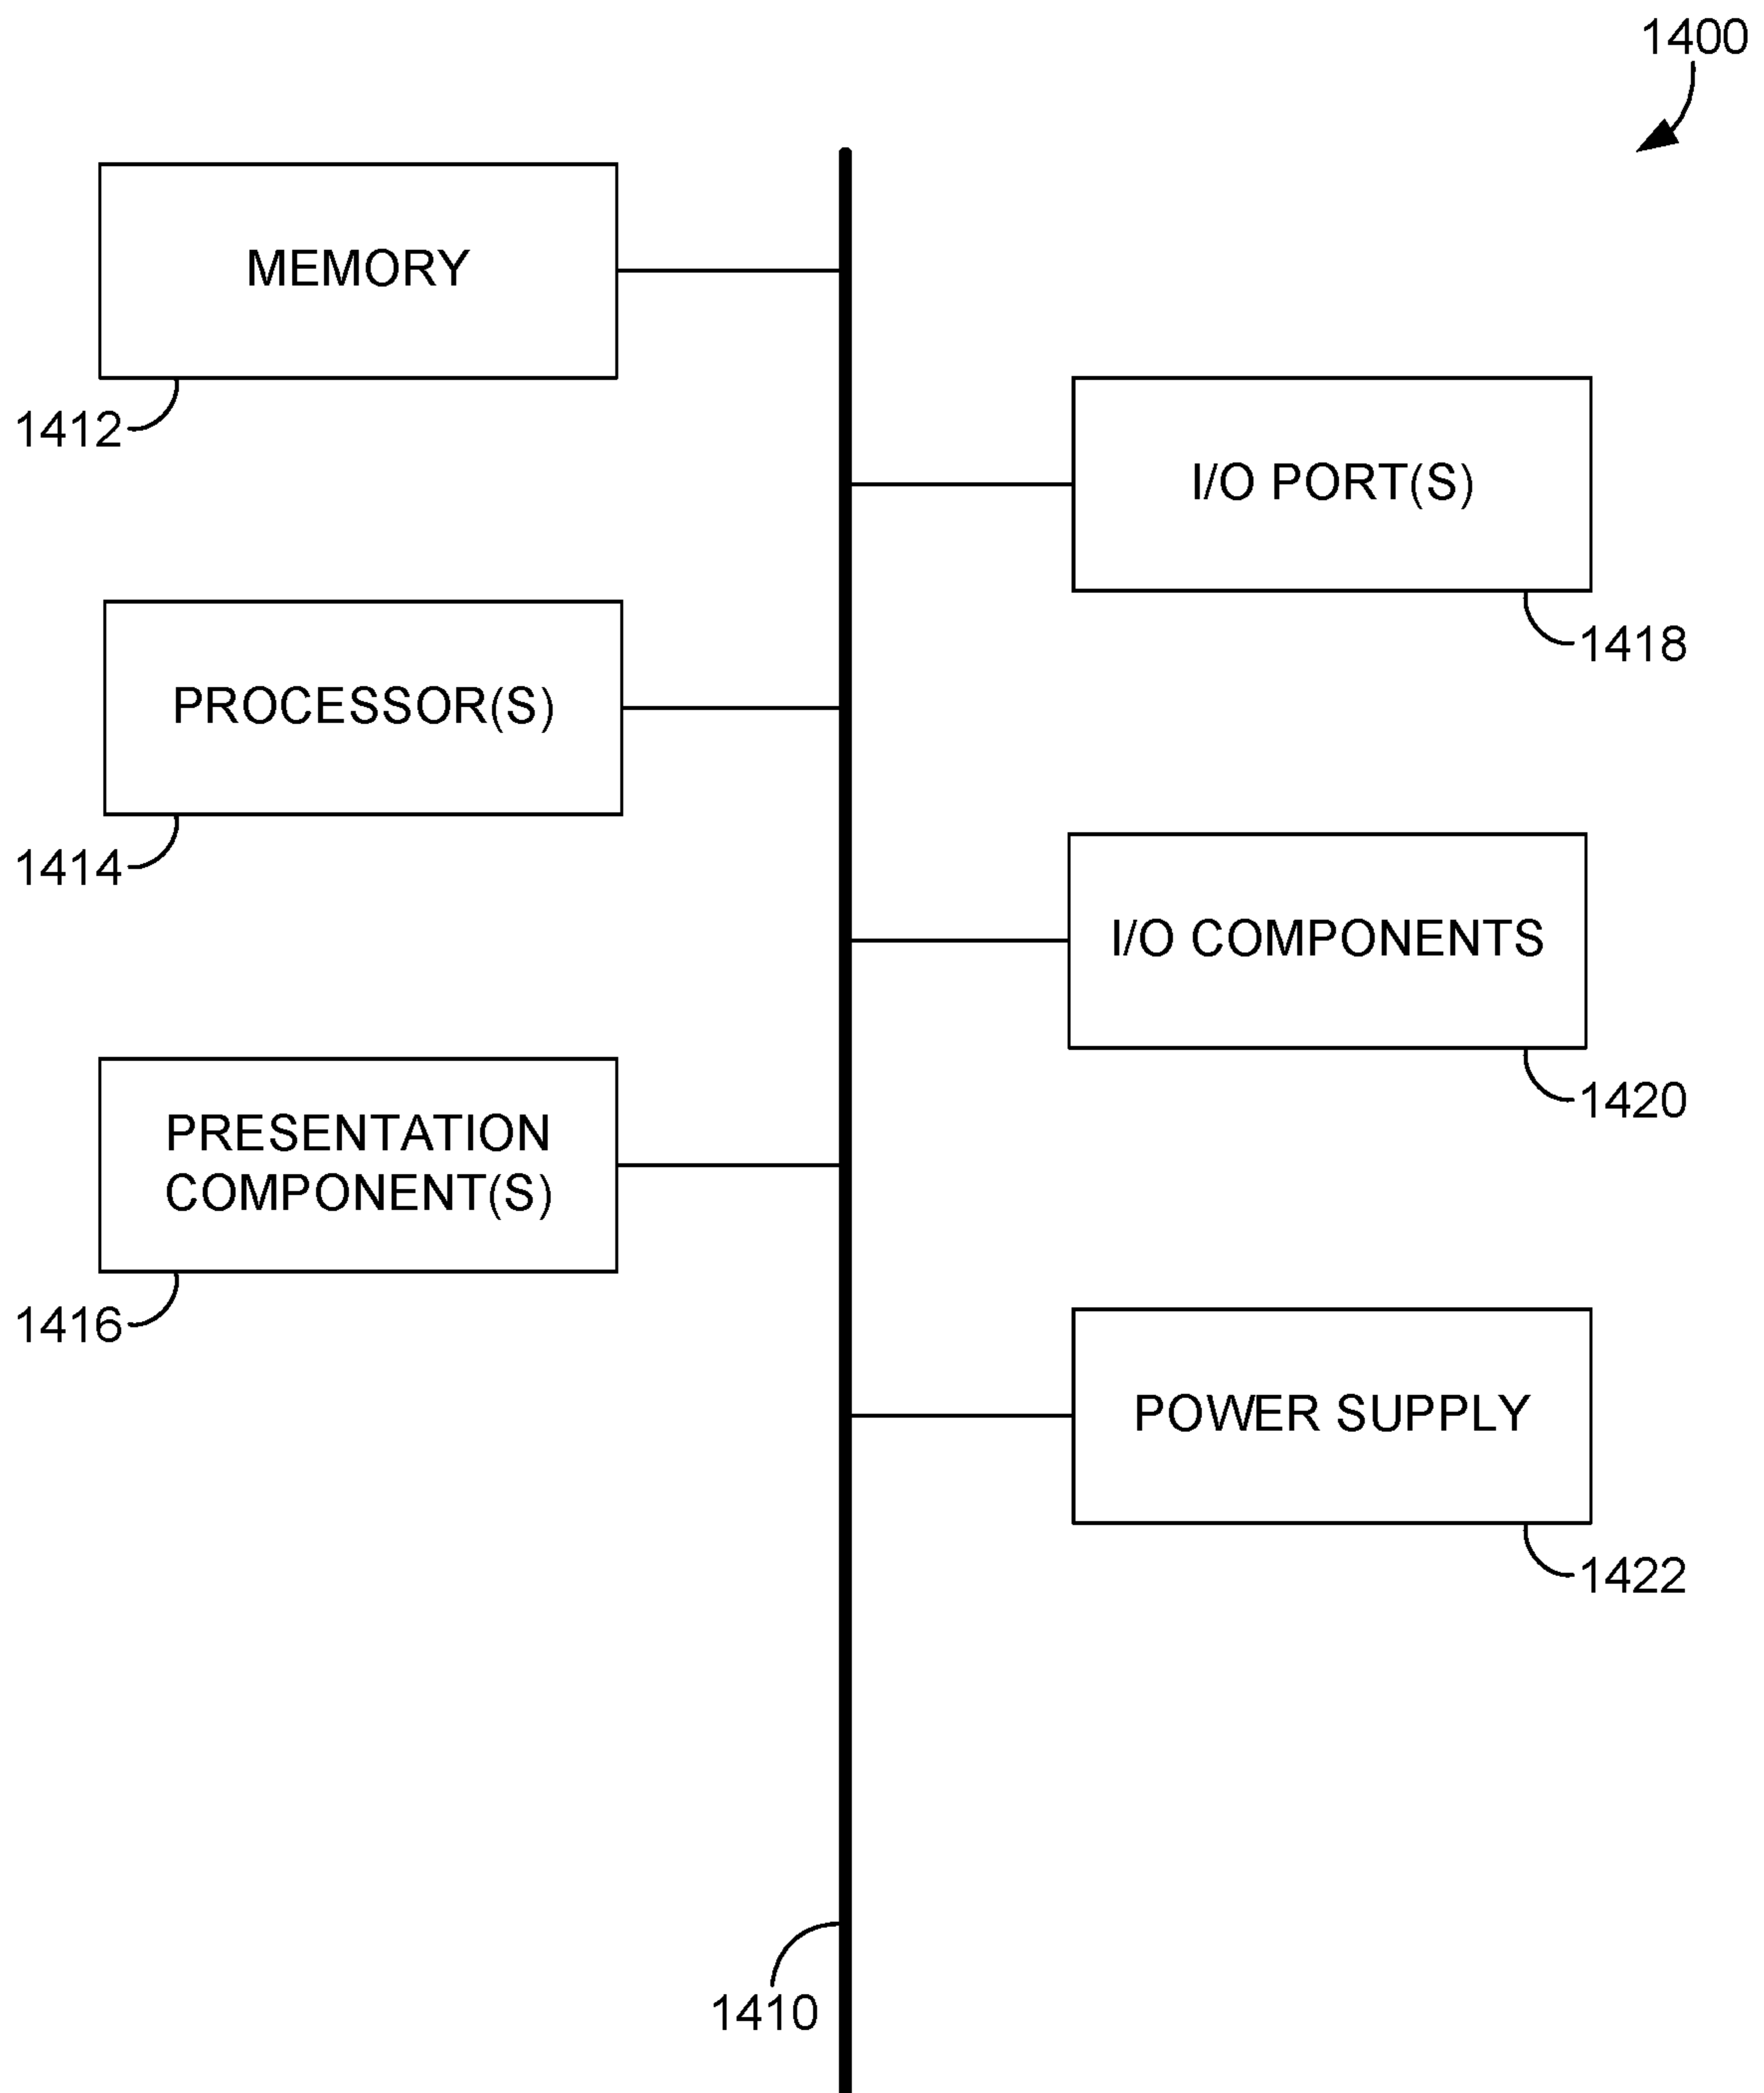 1400
MEMORY
1412
I/O PORT(S)
1418
PROCESSOR(S)
1414
I/O COMPONENTS
1420
PRESENTATION
COMPONENT(S)
1416
POWER SUPPLY
1422
1410